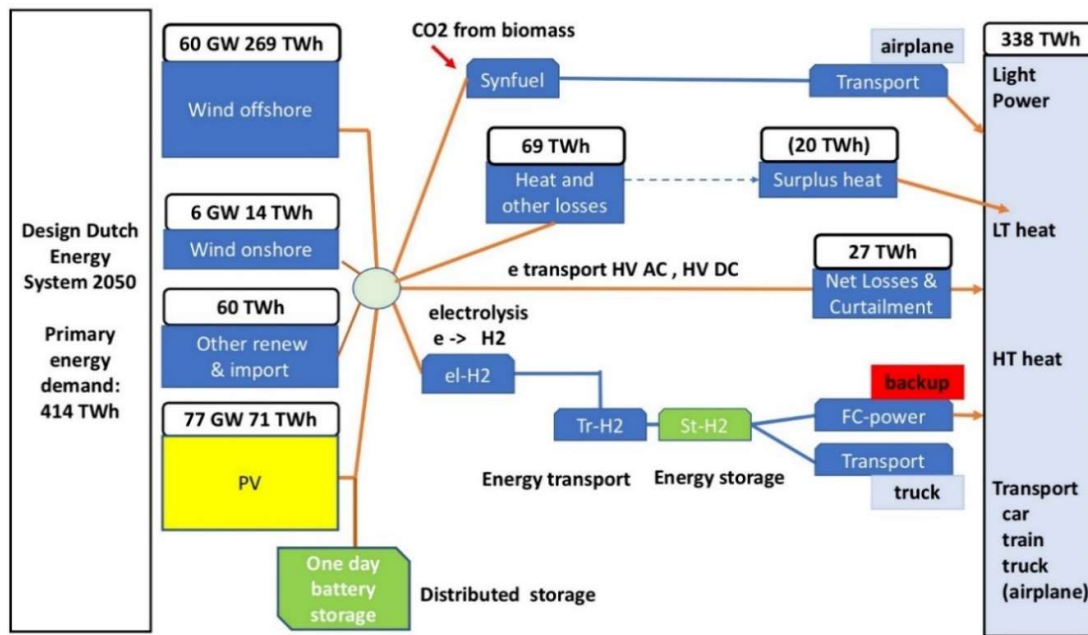 Design Dutch
Energy
System 2050
Primary
energy
demand:
414 TWh
60 GW 269 TWh
Wind offshore
6 GW 14 TWh
Wind onshore
60 TWh
Other renew
& import
77 GW 71 TWh
PV
One day
battery
storage
Distributed storage
CO2 from biomass
Synfuel
airplane
Transport
69 TWh
Heat and
other losses
(20 TWh)
Surplus heat
e transport HV AC , HV DC
27 TWh
Net Losses &
Curtailment
electrolysis
e -> H2
el-H2
Tr-H2
St-H2
Energy transport
Energy storage
backup
FC-power
Transport
truck
338 TWh
Light
Power
LT heat
HT heat
Transport
car
train
truck
(airplane)